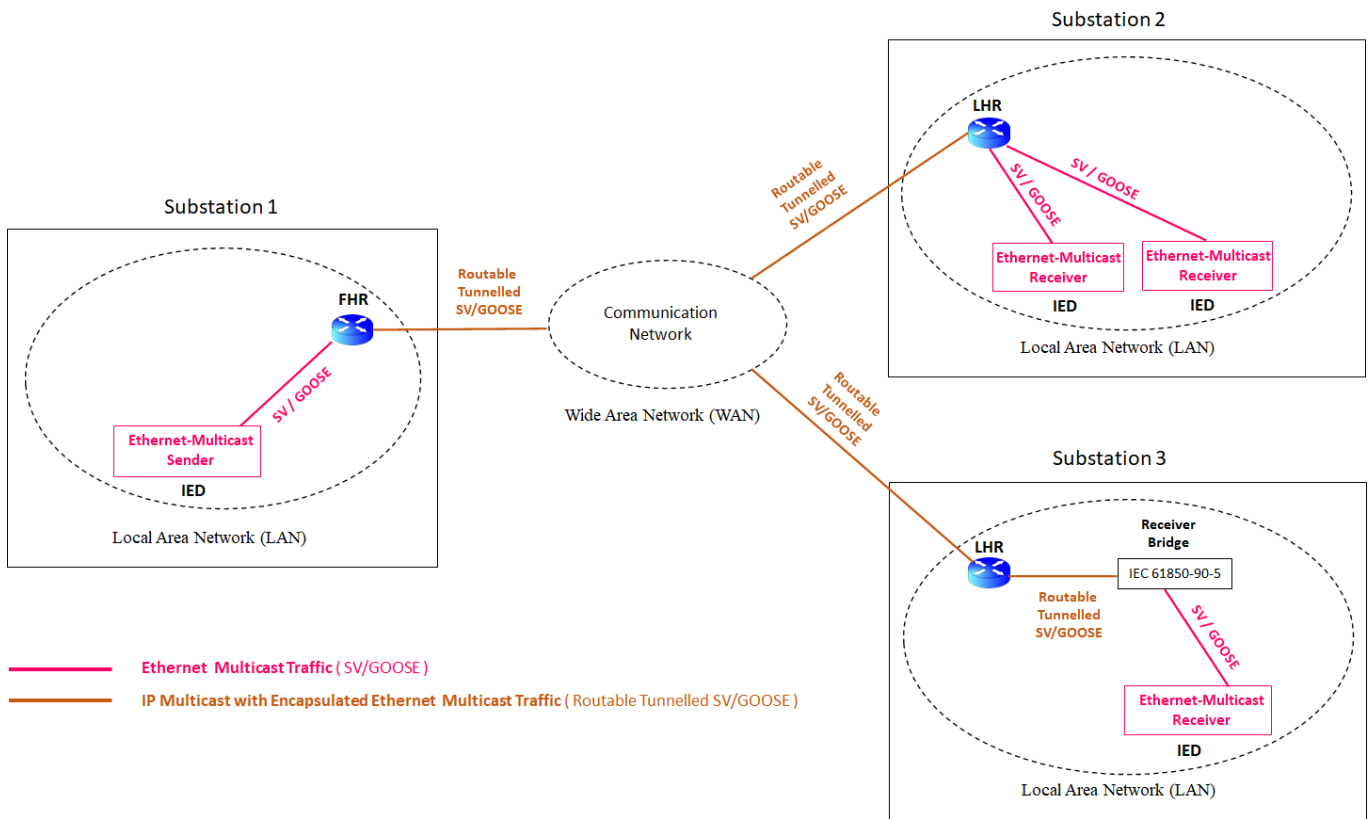 Substation 1
FHR
SV / GOOSE
Ethernet-Multicast
Sender
IED
Local Area Network (LAN)
Routable
Tunnelled
SV/GOOSE
Communication
Network
Wide Area Network (WAN)
Routable
Tunnelled
SV/GOOSE
Routable
Tunnelled
SV/GOOSE
Substation 2
LHR
SV / GOOSE
SV / GOOSE
Ethernet-Multicast
Receiver
IED
Ethernet-Multicast
Receiver
IED
Local Area Network (LAN)
Substation 3
LHR
Receiver
Bridge
IEC 61850-90-5
Routable
Tunnelled
SV/GOOSE
SV / GOOSE
Ethernet-Multicast
Receiver
IED
Local Area Network (LAN)
Ethernet Multicast Traffic ( SV/GOOSE )
IP Multicast with Encapsulated Ethernet Multicast Traffic ( Routable Tunnelled SV/GOOSE )